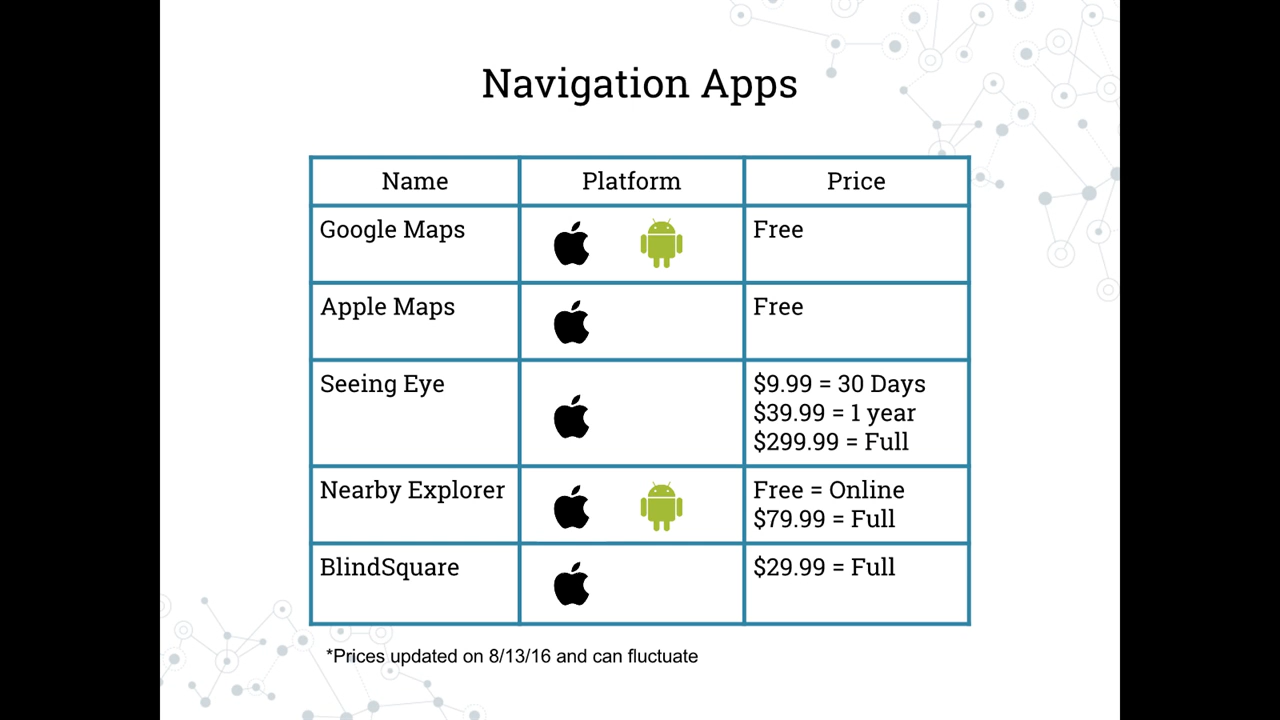 Navigation Apps
Name Platform Price
Google Maps Free
Apple Maps Free
Seeing Eye $9.99 = 30 Days
$39.99 = 1 year
$299.99 = Full
Nearby Explorer Free = Online
$79.99 = Full
BlindSquare $29.99 = Full
*Prices updated on 8/13/16 and can fluctuate